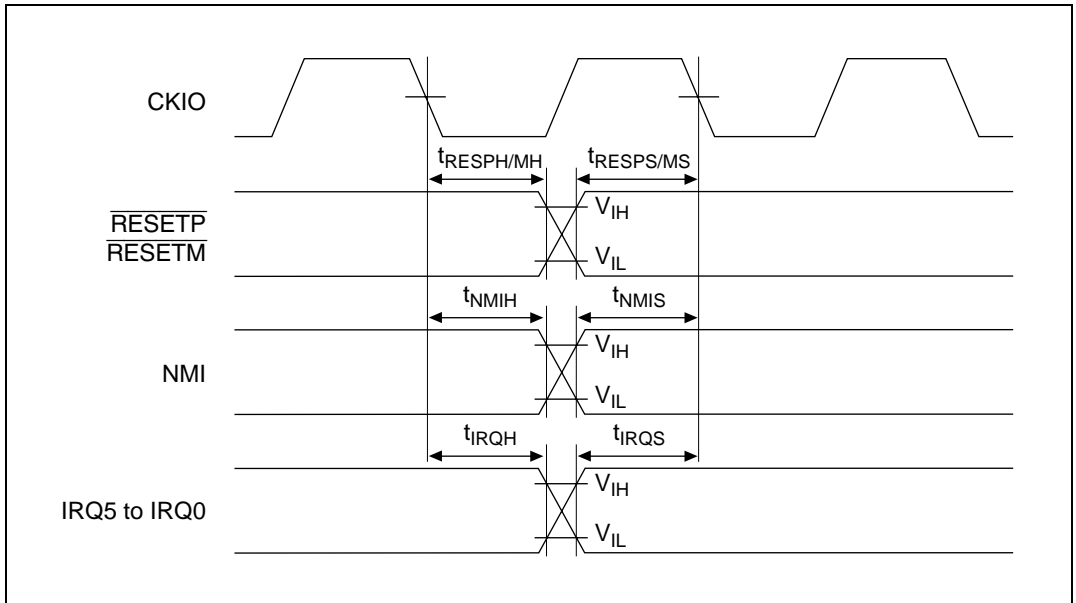 CKIO
tRESPH/MH tRESPS/MS
RESETP
RESETM
VIH
VIL
tNMIH tNMIS
NMI
VIH
VIL
tIRQH tIRQS
IRQ5 to IRQ0
VIH
VIL